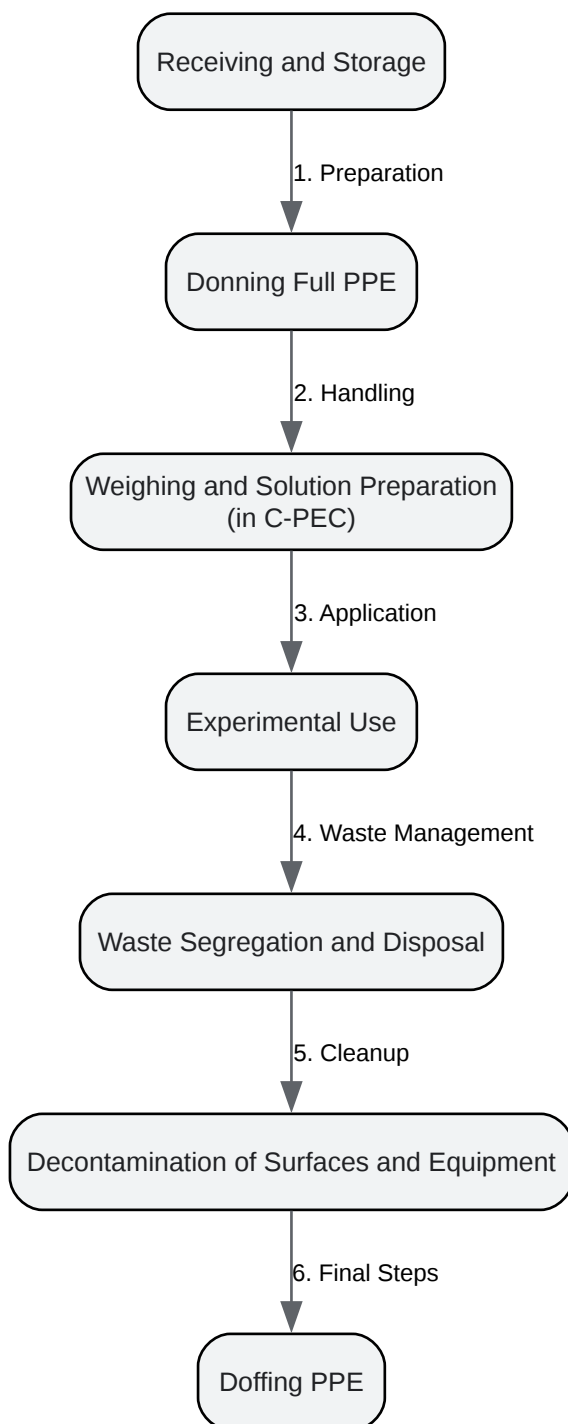 Receiving and Storage
1. Preparation
Donning Full PPE
2. Handling
Weighing and Solution Preparation
(in C-PEC)
3. Application
Experimental Use
4. Waste Management
Waste Segregation and Disposal
5. Cleanup
Decontamination of Surfaces and Equipment
6. Final Steps
Doffing PPE